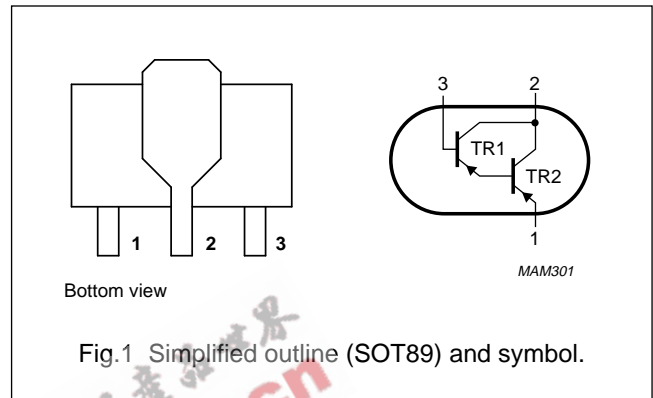 1
2
3
Bottom view
3
2
TR1
TR2
1
MAM301
Fig.1 Simplified outline (SOT89) and symbol.